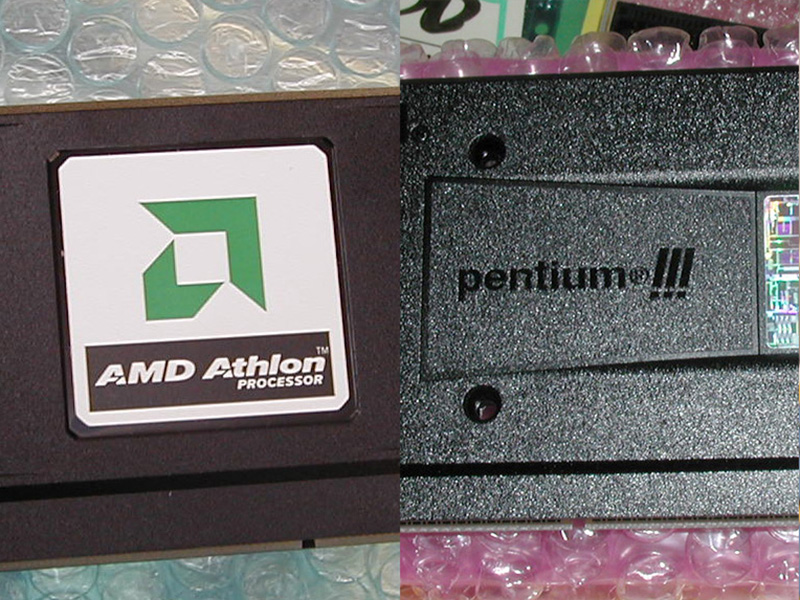 AMD Athlon™
PROCESSOR
pentium®!!!